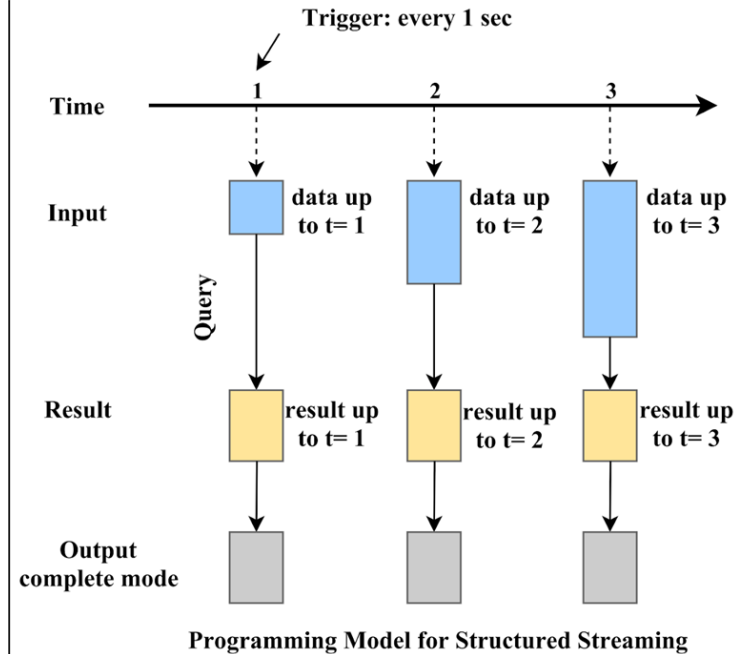 Trigger: every 1 sec
1
2
3
Time
Input
data up
to t= 1
data up
to t= 2
data up
to t= 3
Query
Result
result up
to t= 1
result up
to t= 2
result up
to t= 3
Output
complete mode
Programming Model for Structured Streaming